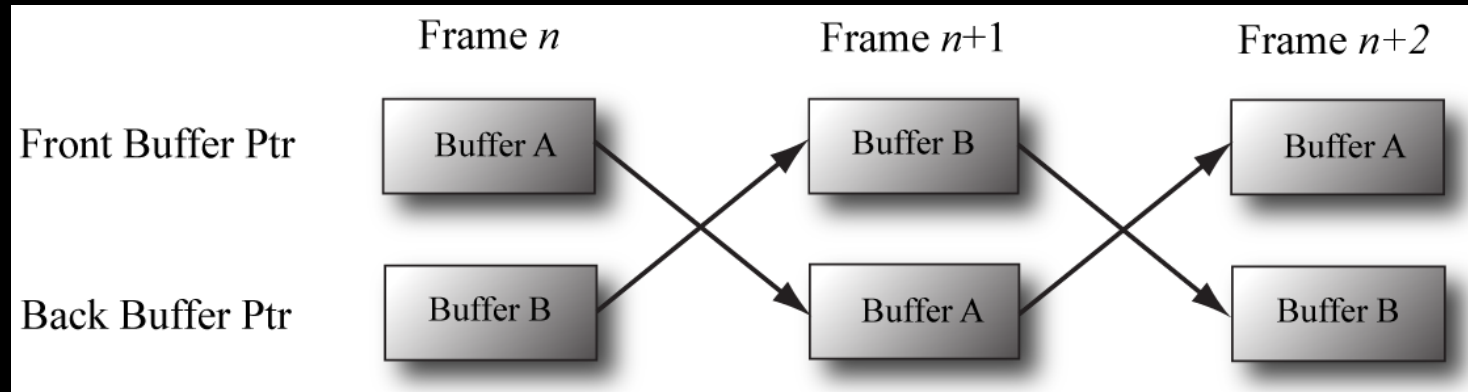 Frame n Frame n+1 Frame n+2
Front Buffer Ptr Buffer A Buffer B Buffer A
Back Buffer Ptr Buffer B Buffer A Buffer B